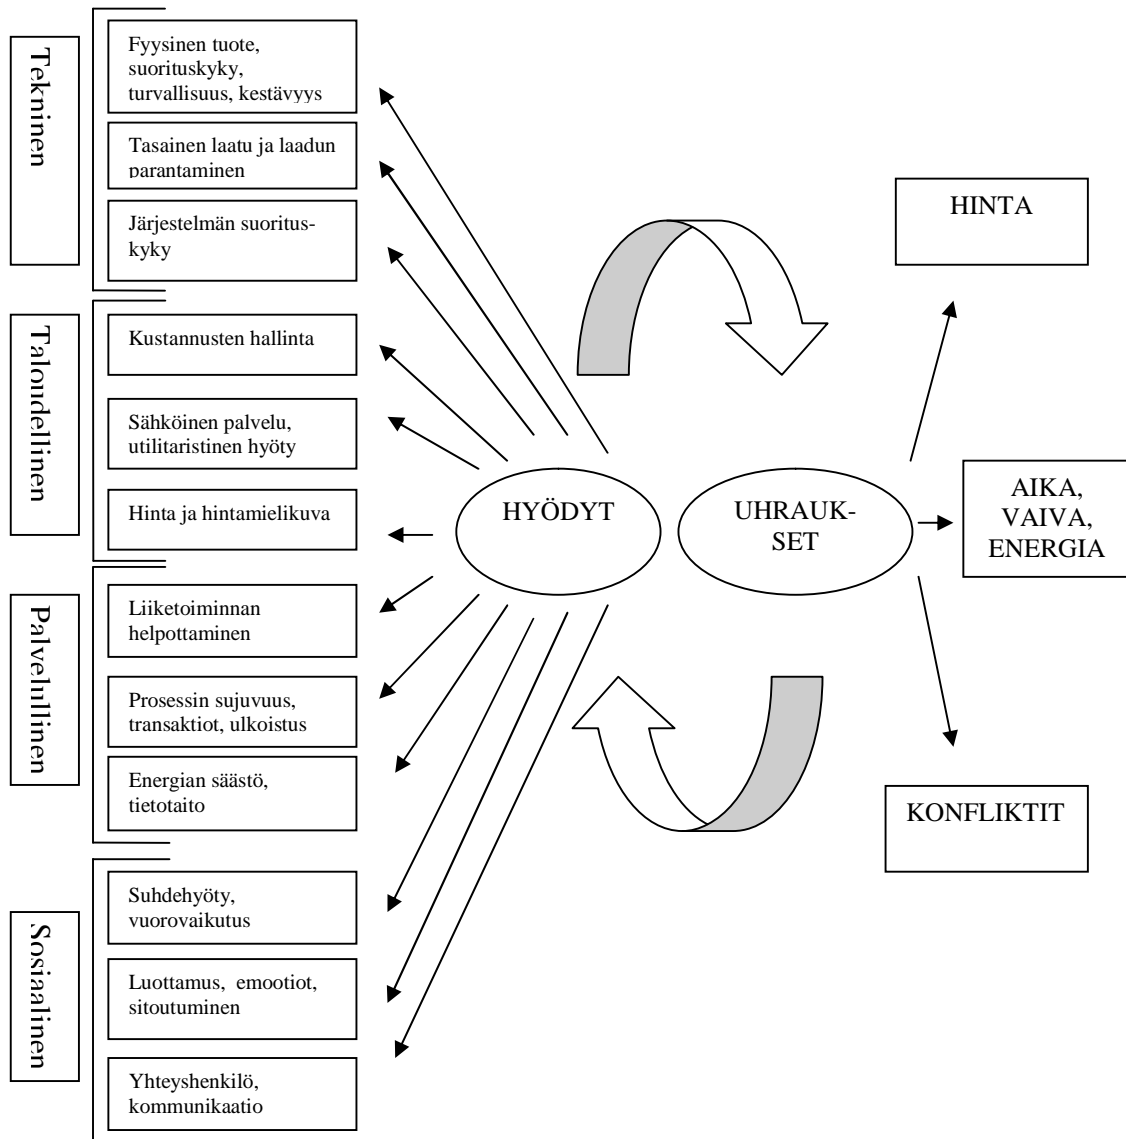 Tekninen
Fyysinen tuote,
suorituskyky,
turvallisuus, kestävyys
Tasainen laatu ja laadun
parantaminen
Järjestelmän suoritus-
kyky
Taloudellinen
Kustannusten hallinta
Sähköinen palvelu,
utilitaristinen hyöty
Hinta ja hintamielikuva
Palvelullinen
Liiketoiminnan
helpottaminen
Prosessin sujuvuus,
transaktiot, ulkoistus
Energian säästö,
tietotaito
Sosiaalinen
Suhdehyöty,
vuorovaikutus
Luottamus, emootiot,
sitoutuminen
Yhteyshenkilö,
kommunikaatio
HYÖDYT
UHRAUK-
SET
HINTA
AIKA,
VAIVA,
ENERGIA
KONFLIKTIT